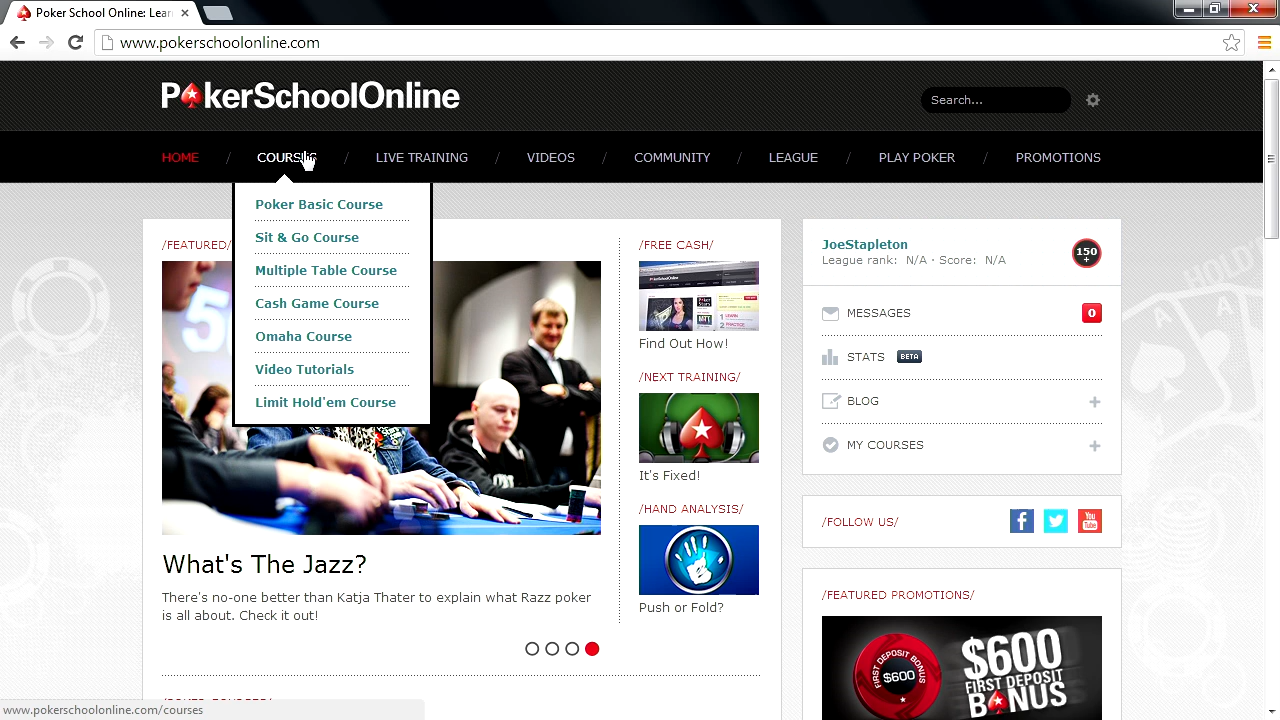 Poker School Online: Lear
www.pokerschoolonline.com
PokerSchoolOnline
Search...
HOME / COURSES / LIVE TRAINING / VIDEOS / COMMUNITY / LEAGUE / PLAY POKER / PROMOTIONS
Poker Basic Course
Sit & Go Course
Multiple Table Course
Cash Game Course
Omaha Course
Video Tutorials
Limit Hold'em Course
/FEATURED/
What's The Jazz?
There's no-one better than Katja Thater to explain what Razz poker
is all about. Check it out!
/FREE CASH/
Find Out How!
/NEXT TRAINING/
It's Fixed!
/HAND ANALYSIS/
Push or Fold?
JoeStapleton
League rank: N/A · Score: N/A
150
+
MESSAGES
0
STATS BETA
BLOG +
MY COURSES +
/FOLLOW US/
You
Tube
/FEATURED PROMOTIONS/
FIRST DEPOSIT
$600
BONUS
$600
FIRST DEPOSIT
BONUS
www.pokerschoolonline.com/courses